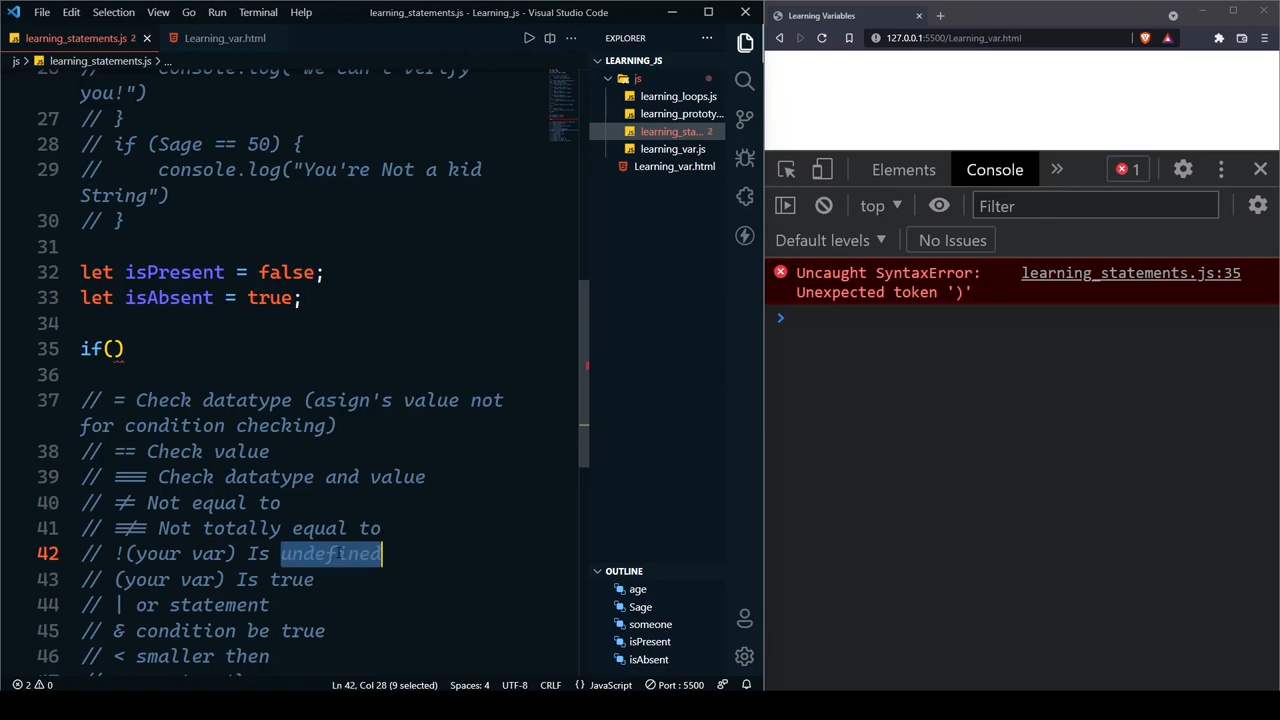 File Edit Selection View Go Run Terminal Help learning_statements.js - Learning_js - Visual Studio Code
learning_statements.js 2 Learning_var.html
js > learning_statements.js > ...
26 // console.log("We can't verify
you!")
27 // }
28 // if (Sage == 50) {
29 // console.log("You're Not a kid
String")
30 // }
31
32 let isPresent = false;
33 let isAbsent = true;
34
35 if()
36
37 // = Check datatype (asign's value not
for condition checking)
38 // == Check value
39 // === Check datatype and value
40 // != Not equal to
41 // !== Not totally equal to
42 // !(your var) Is undefined
43 // (your var) Is true
44 // | or statement
45 // & condition be true
46 // < smaller then
EXPLORER
LEARNING_JS
js
learning_loops.js
learning_prototy...
learning_sta... 2
learning_var.js
Learning_var.html
OUTLINE
age
Sage
someone
isPresent
isAbsent
2 0 Ln 42, Col 28 (9 selected) Spaces: 4 UTF-8 CRLF JavaScript Port : 5500
Learning Variables
127.0.0.1:5500/Learning_var.html
Elements Console 1
top Filter
Default levels No Issues
Uncaught SyntaxError: learning_statements.js:35
Unexpected token ')'